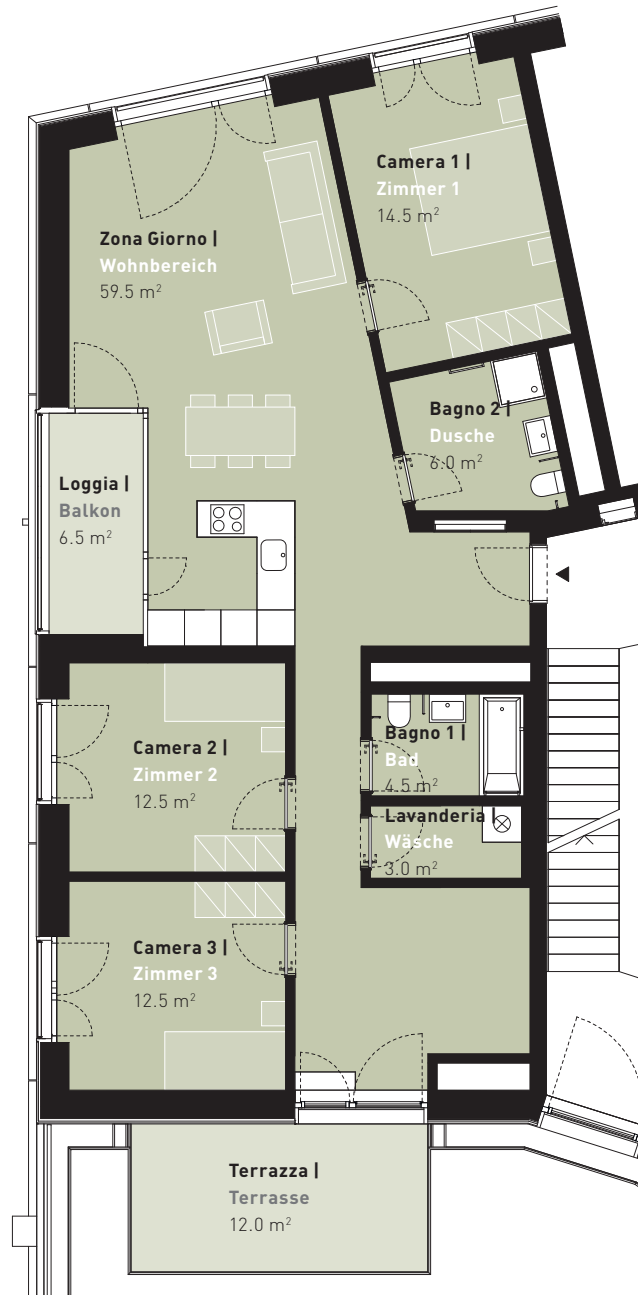 Camera 1 |
Zimmer 1
14.5 m²
Zona Giorno |
Wohnbereich
59.5 m²
Bagno 2 |
Dusche
6.0 m²
Loggia |
Balkon
6.5 m²
Bagno 1 |
Bad
4.5 m²
Camera 2 |
Zimmer 2
12.5 m²
Lavanderia |
Wäsche
3.0 m²
Camera 3 |
Zimmer 3
12.5 m²
Terrazza |
Terrasse
12.0 m²